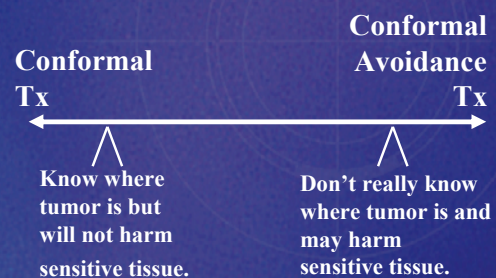 Conformal
Tx
Conformal
Avoidance
Tx
Know where
tumor is but
will not harm
sensitive tissue.
Don't really know
where tumor is and
may harm
sensitive tissue.